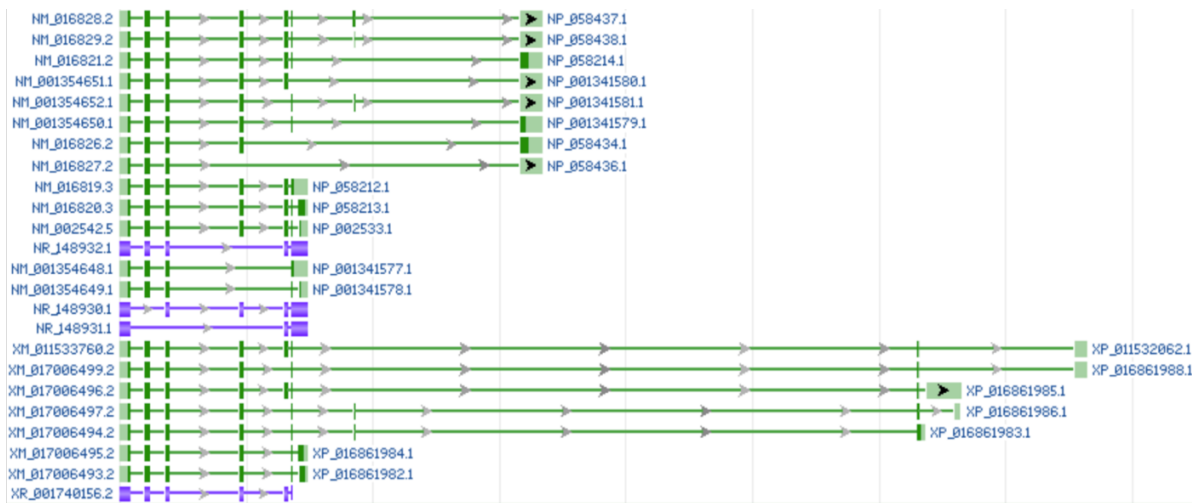 NM_016828.2 NP_058437.1
NM_016829.2 NP_058438.1
NM_016821.2 NP_058214.1
NM_001354651.1 NP_001341580.1
NM_001354652.1 NP_001341581.1
NM_001354650.1 NP_001341579.1
NM_016826.2 NP_058434.1
NM_016827.2 NP_058436.1
NM_016819.3 NP_058212.1
NM_016820.3 NP_058213.1
NM_002542.5 NP_002533.1
NR_148932.1
NM_001354648.1 NP_001341577.1
NM_001354649.1 NP_001341578.1
NR_148930.1
NR_148931.1
XM_011533760.2 XP_011532062.1
XM_017006499.2 XP_016861988.1
XM_017006496.2 XP_016861985.1
XM_017006497.2 XP_016861986.1
XM_017006494.2 XP_016861983.1
XM_017006495.2 XP_016861984.1
XM_017006493.2 XP_016861982.1
XR_001740156.2